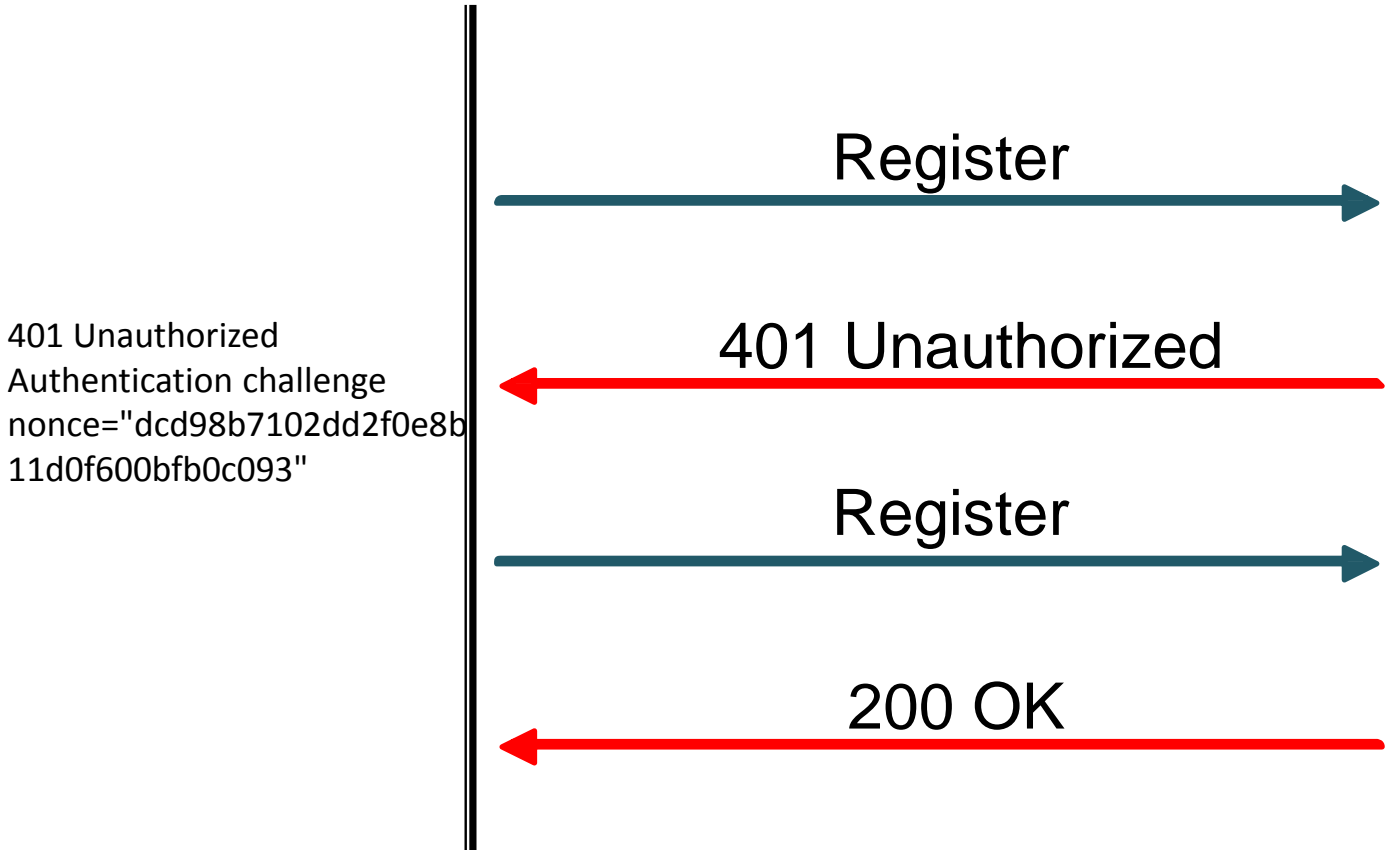 Register
401 Unauthorized
401 Unauthorized
Authentication challenge
nonce="dcd98b7102dd2f0e8b
11d0f600bfb0c093"
Register
200 OK